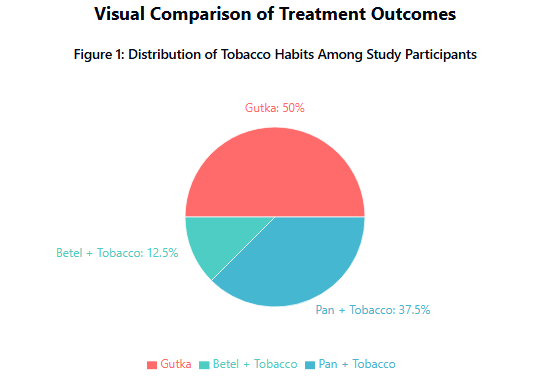 Visual Comparison of Treatment Outcomes
Figure 1: Distribution of Tobacco Habits Among Study Participants
Gutka: 50%
Betel + Tobacco: 12.5%
Pan + Tobacco: 37.5%
Gutka Betel + Tobacco Pan + Tobacco